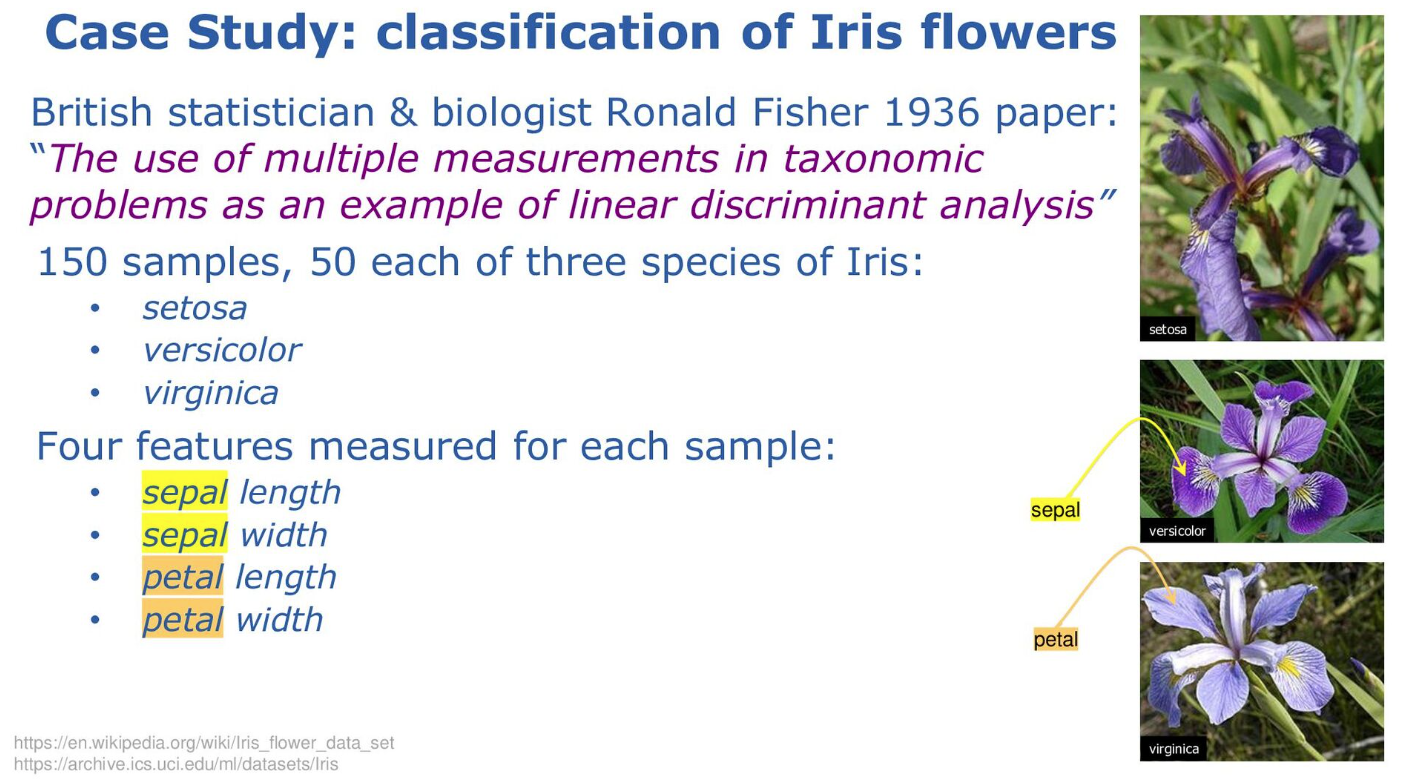 Case Study: classification of Iris flowers
British statistician & biologist Ronald Fisher 1936 paper:
“The use of multiple measurements in taxonomic
problems as an example of linear discriminant analysis”
150 samples, 50 each of three species of Iris:
• setosa
• versicolor
• virginica
Four features measured for each sample:
• sepal length
• sepal width
• petal length
• petal width
setosa
sepal
versicolor
petal
virginica
https://en.wikipedia.org/wiki/Iris_flower_data_set
https://archive.ics.uci.edu/ml/datasets/Iris